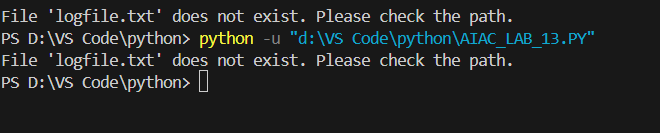 File 'logfile.txt' does not exist. Please check the path.
PS D:\VS Code\python> python -u "d:\VS Code\python\AIAC_LAB_13.PY"
File 'logfile.txt' does not exist. Please check the path.
PS D:\VS Code\python>